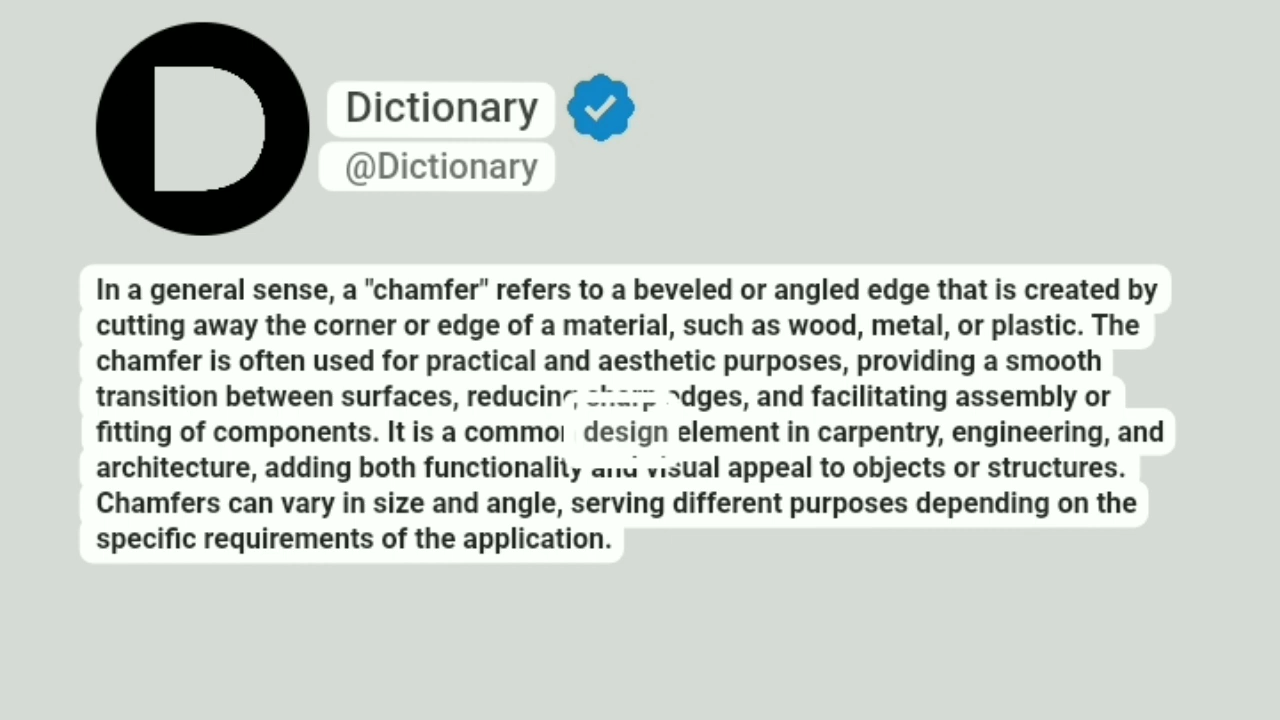 D
Dictionary
@Dictionary
In a general sense, a "chamfer" refers to a beveled or angled edge that is created by
cutting away the corner or edge of a material, such as wood, metal, or plastic. The
chamfer is often used for practical and aesthetic purposes, providing a smooth
transition between surfaces, reducing sharp edges, and facilitating assembly or
fitting of components. It is a common design element in carpentry, engineering, and
architecture, adding both functionality and visual appeal to objects or structures.
Chamfers can vary in size and angle, serving different purposes depending on the
specific requirements of the application.